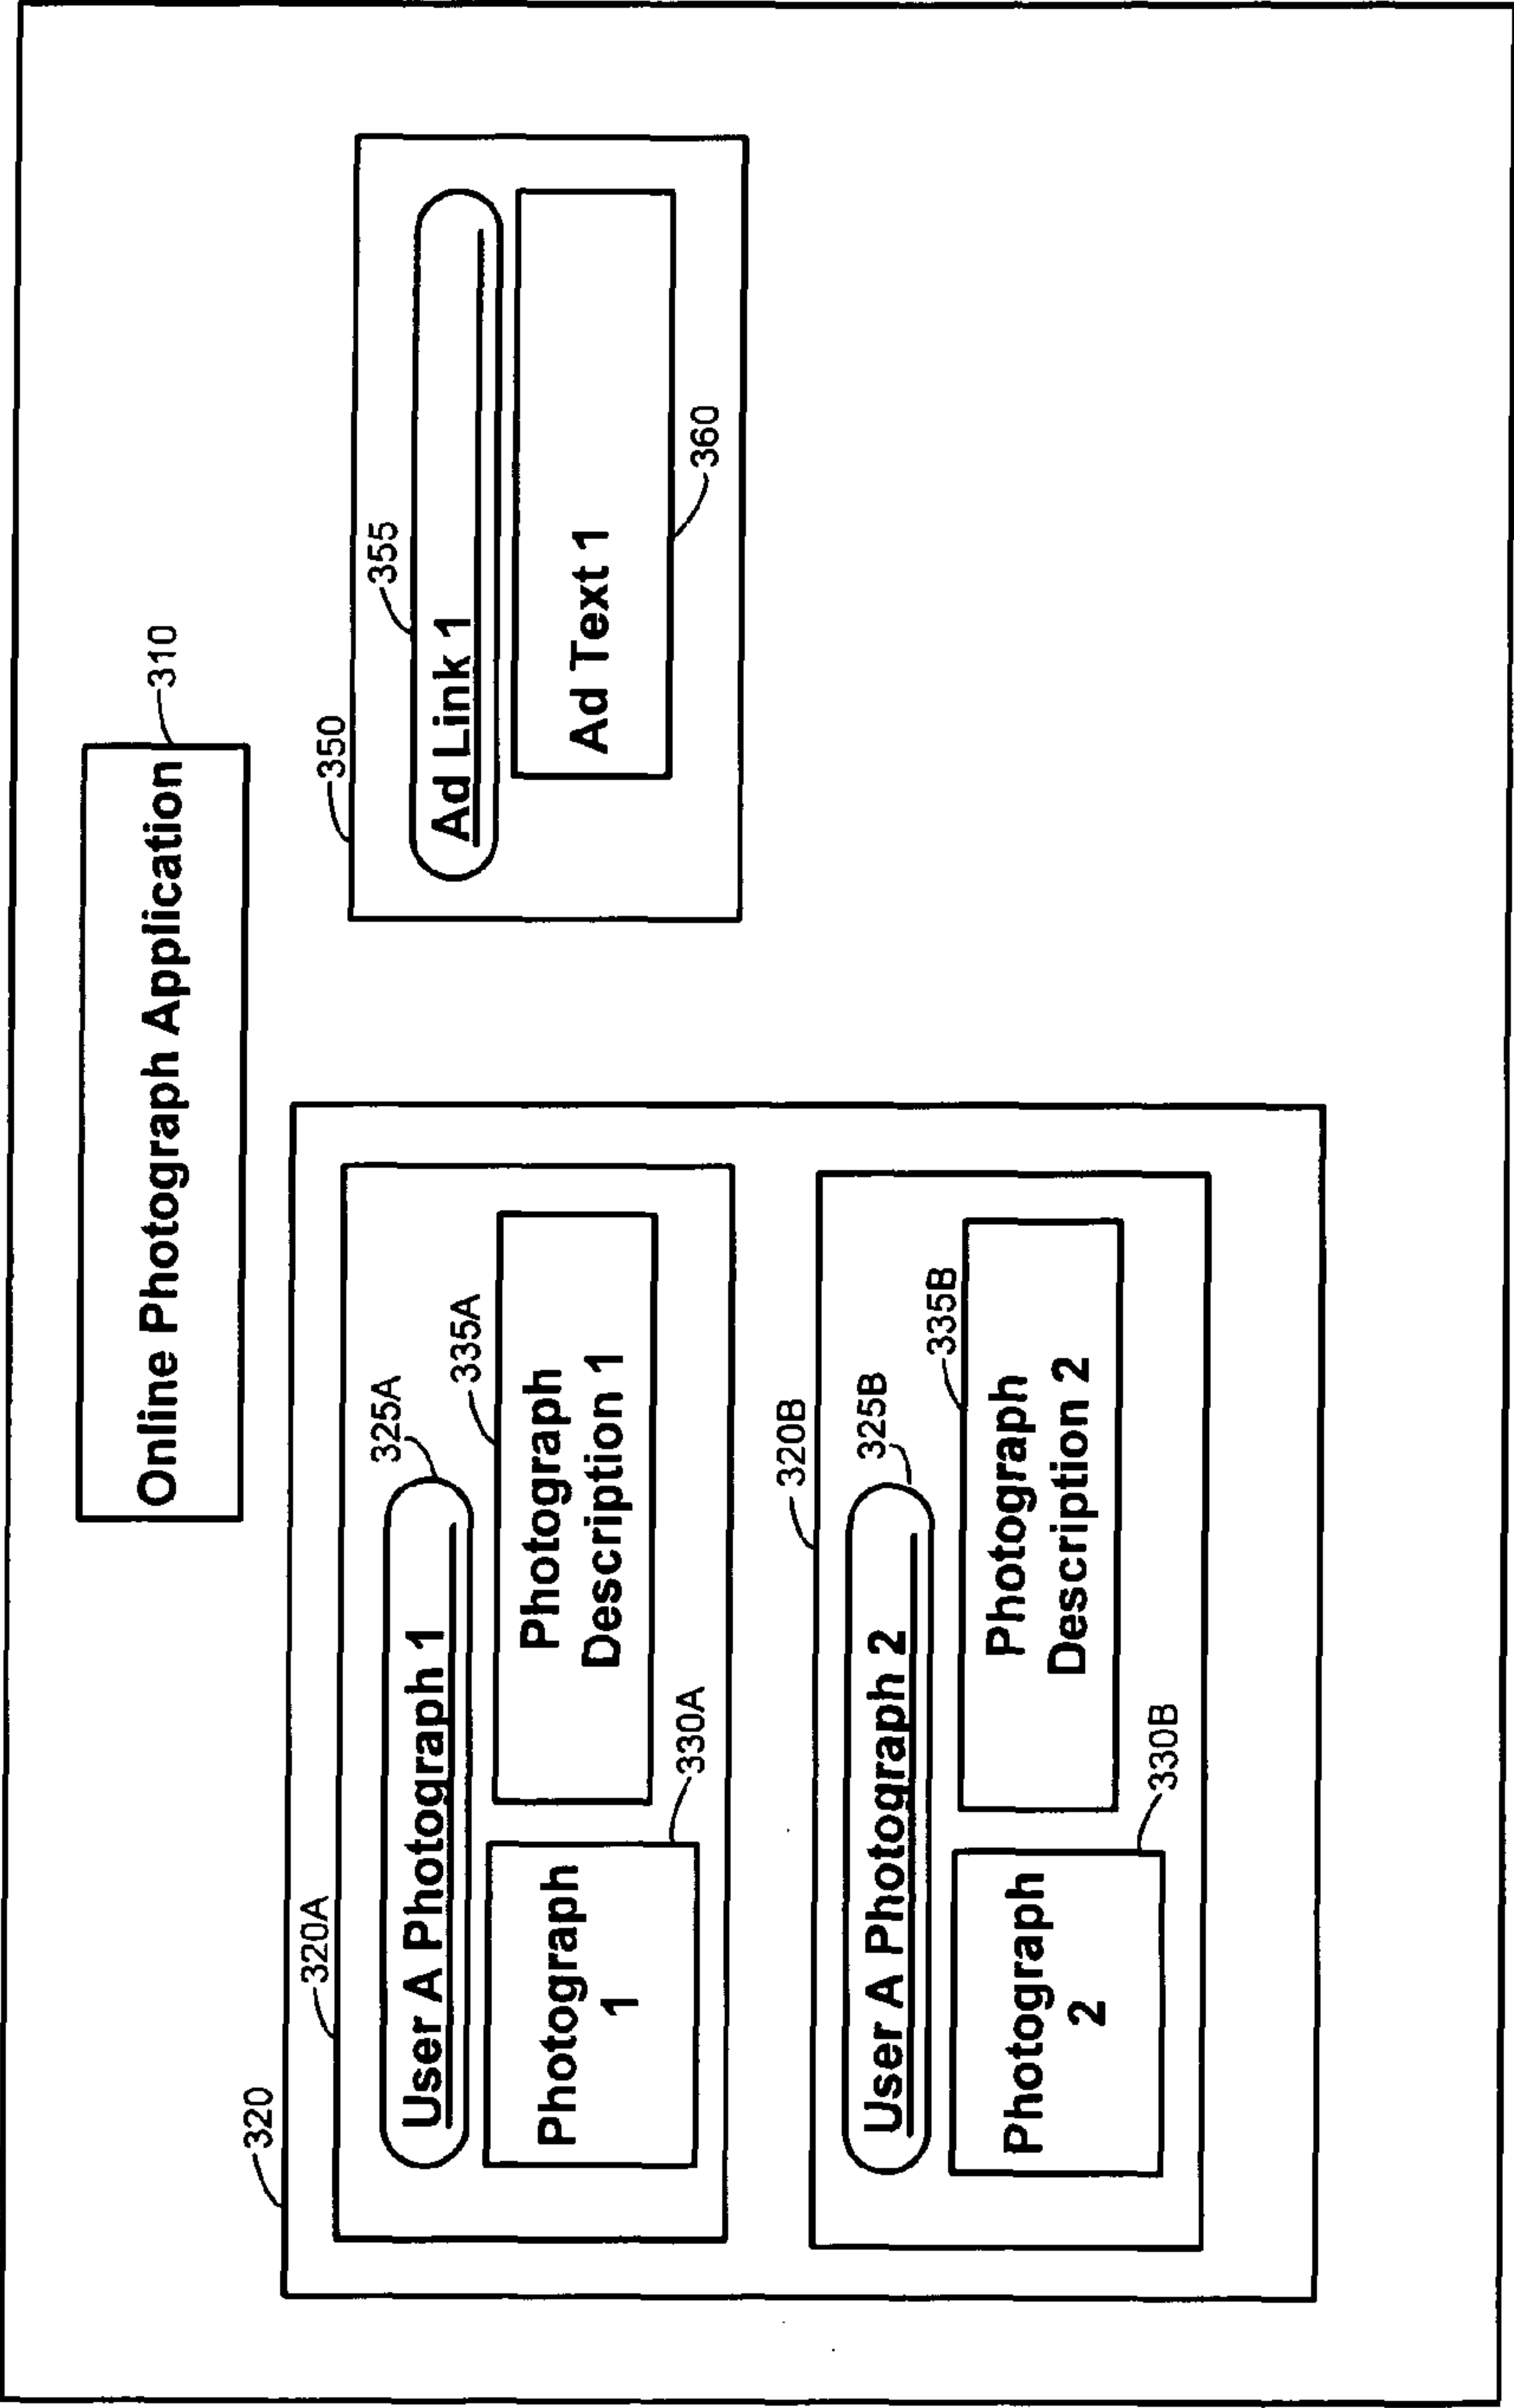 Online Photograph Application
310
320
320A
User A Photograph 1
325A
335A
Photograph
1
330A
Photograph
Description 1
320B
User A Photograph 2
325B
335B
Photograph
2
330B
Photograph
Description 2
350
355
Ad Link 1
Ad Text 1
360